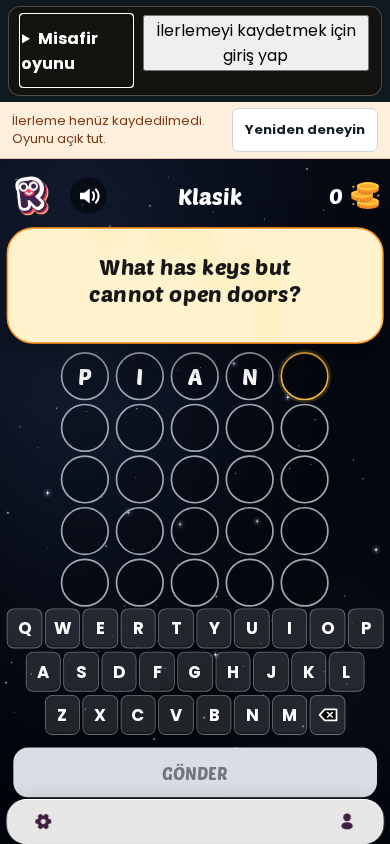 Misafir
oyunu
İlerlemeyi kaydetmek için
giriş yap
İlerleme henüz kaydedilmedi.
Oyunu açık tut.
Yeniden deneyin
R
Klasik
0
What has keys but
cannot open doors?
P I A N
Q W E R T Y U I O P
A S D F G H J K L
Z X C V B N M
GÖNDER